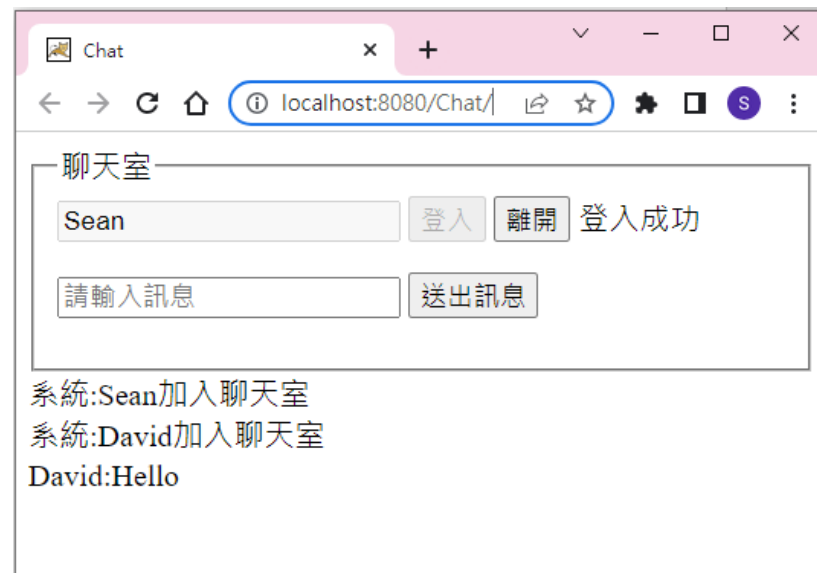 Chat
localhost:8080/Chat/
S
聊天室
Sean 登入 離開 登入成功
請輸入訊息 送出訊息
系統:Sean加入聊天室
系統:David加入聊天室
David:Hello